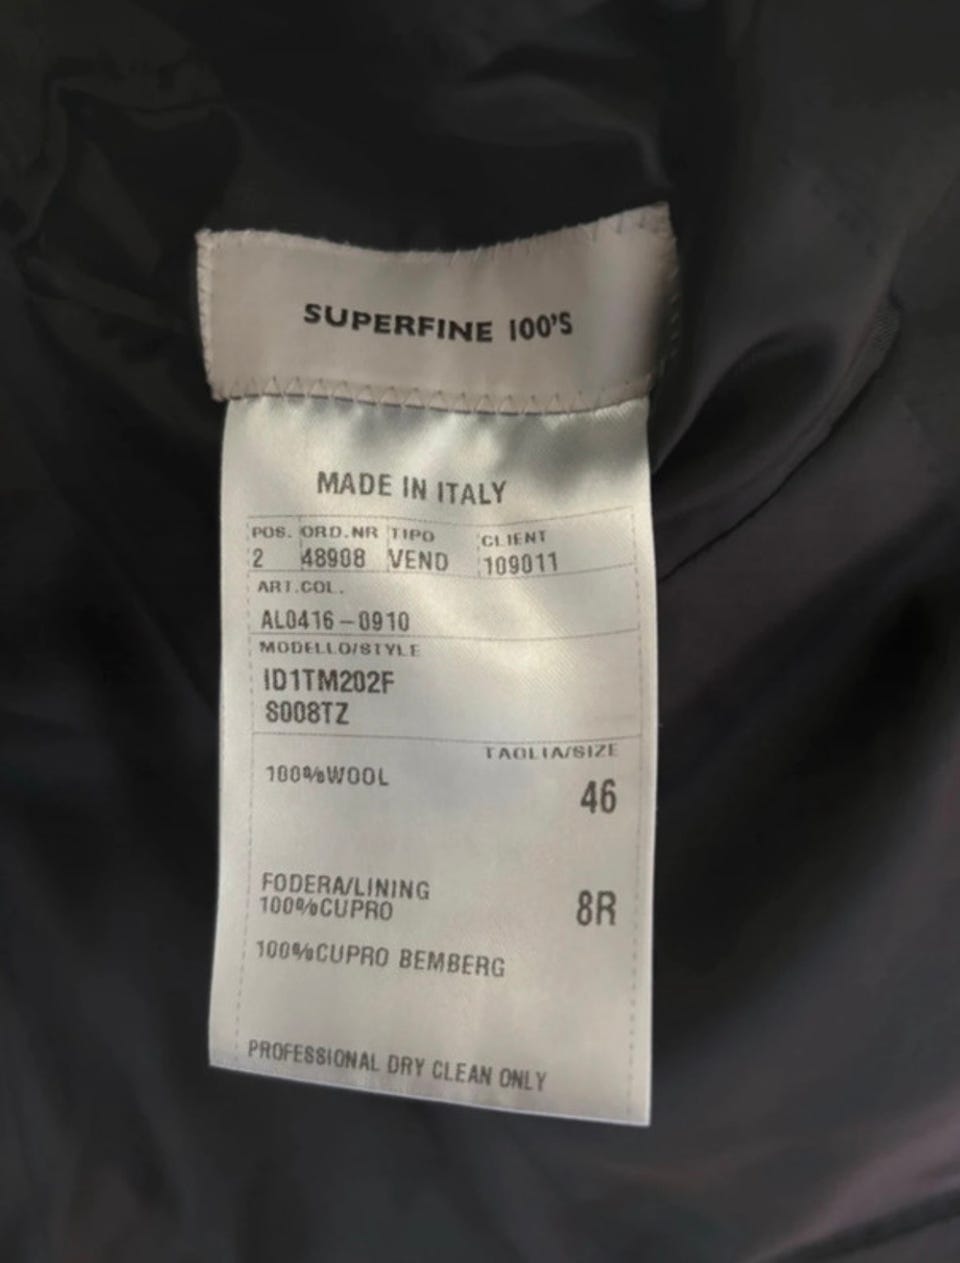 SUPERFINE 100'S
MADE IN ITALY
POS. ORD.NR TIPO CLIENT
2 48908 VEND 109011
ART.COL.
AL0416-0910
MODELLO/STYLE
ID1TM202F
S008TZ
TAGLIA/SIZE
100%WOOL
46
FODERA/LINING
100%CUPRO
8R
100%CUPRO BEMBERG
PROFESSIONAL DRY CLEAN ONLY